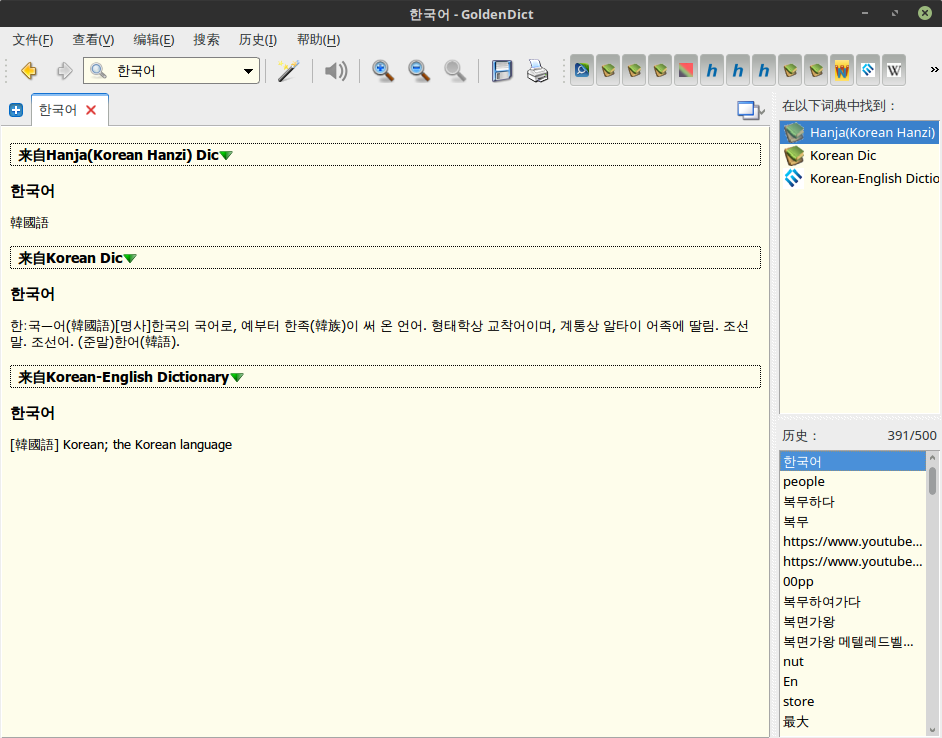 한국어 - GoldenDict
文件(F) 查看(V) 编辑(E) 搜索 历史(I) 帮助(H)
한국어
h h h W W »
한국어
来自Hanja(Korean Hanzi) Dic
한국어
韓國語
来自Korean Dic
한국어
한:국―어(韓國語)[명사]한국의 국어로, 예부터 한족(韓族)이 써 온 언어. 형태학상 교착어이며, 계통상 알타이 어족에 딸림. 조선
말. 조선어. (준말)한어(韓語).
来自Korean-English Dictionary
한국어
[韓國語] Korean; the Korean language
在以下词典中找到：
Hanja(Korean Hanzi)
Korean Dic
Korean-English Dictio
历史： 391/500
한국어
people
복무하다
복무
https://www.youtube...
https://www.youtube...
00pp
복무하여가다
복면가왕
복면가왕 메텔레드벨...
nut
En
store
最大